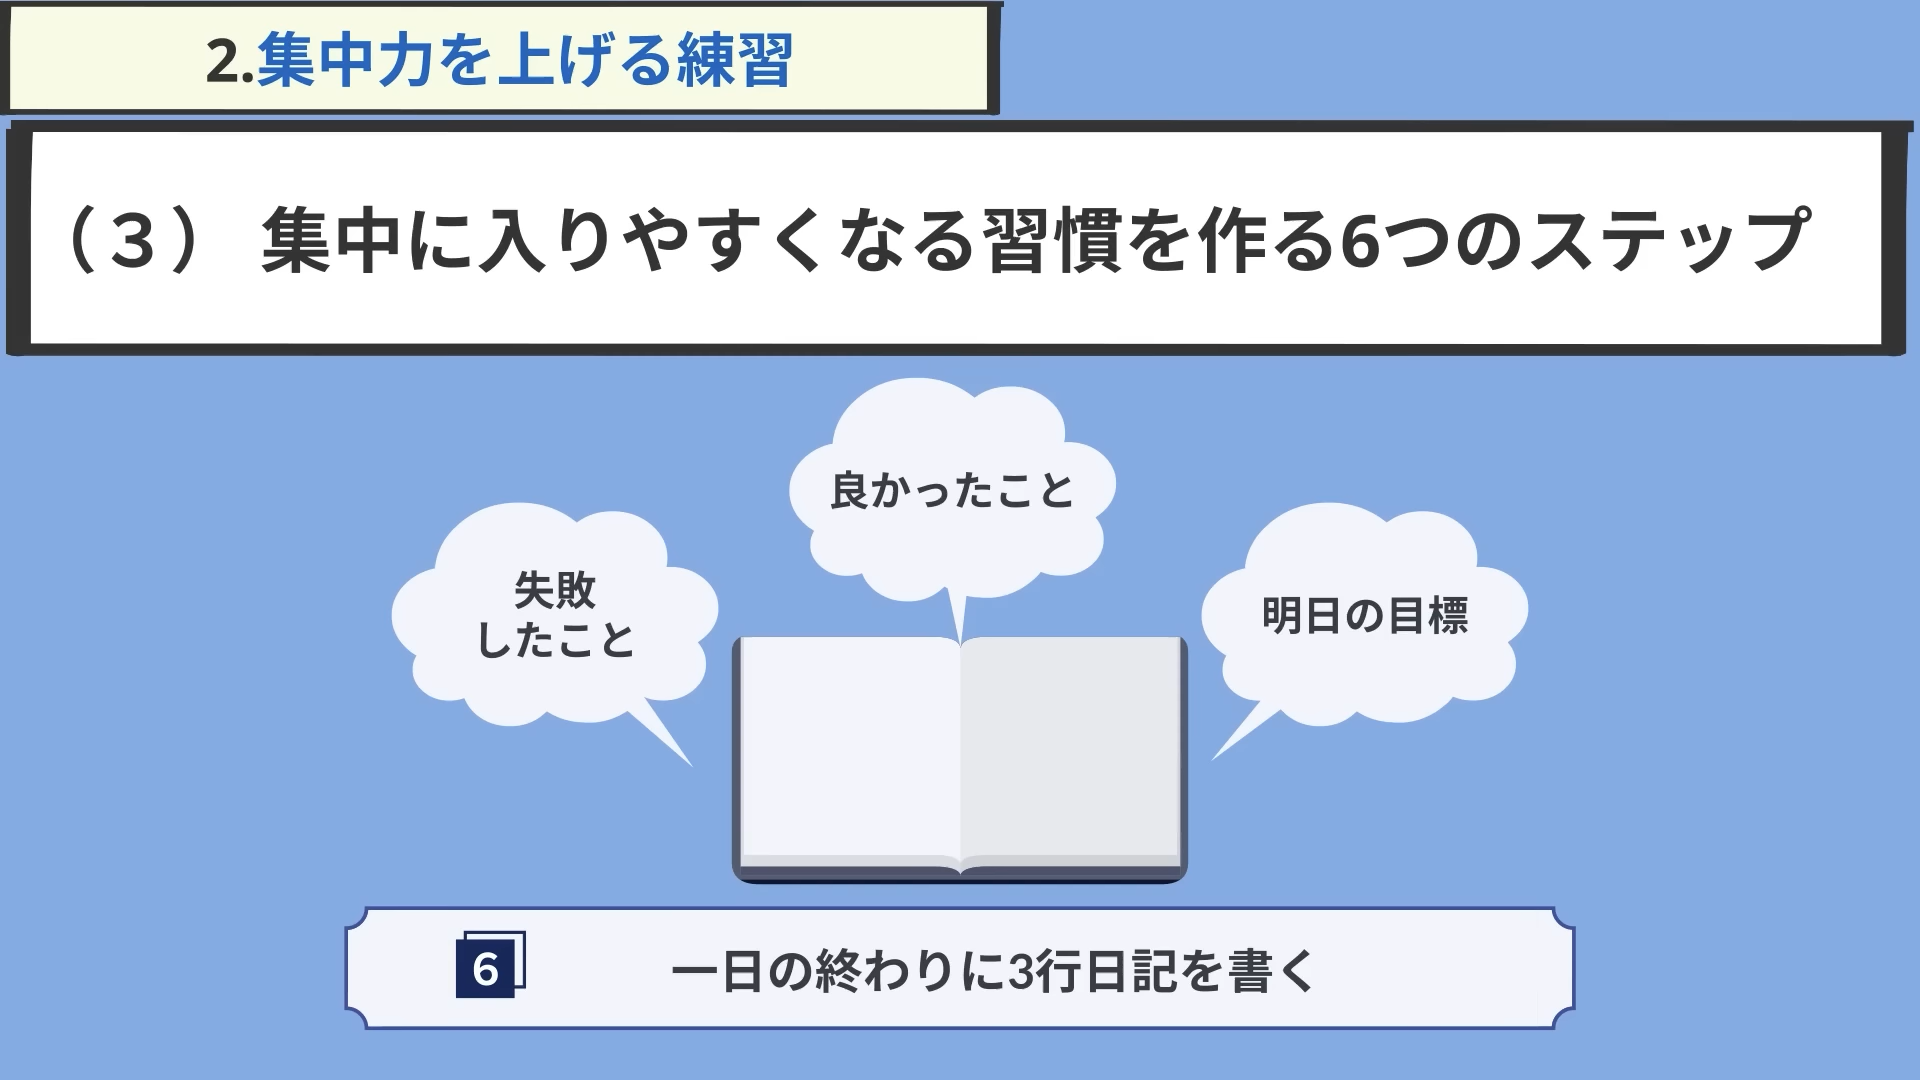 2.集中力を上げる練習
（３） 集中に入りやすくなる習慣を作る6つのステップ
良かったこと
失敗
したこと
明日の目標
6 一日の終わりに3行日記を書く